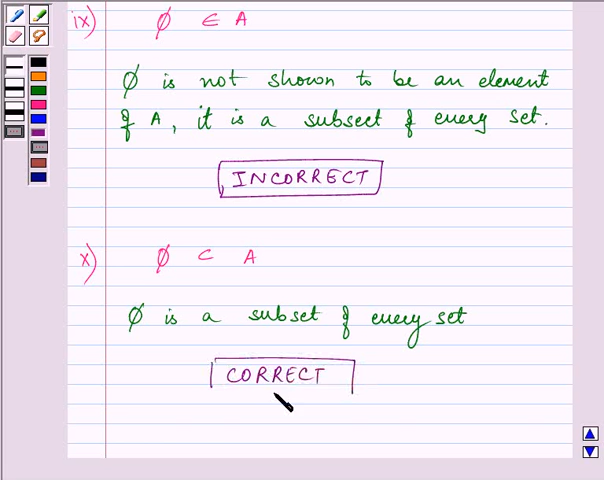 ix) ϕ ∈ A
ϕ is not shown to be an element
of A, it is a subsect of every set.
INCORRECT
x) ϕ ⊂ A
ϕ is a subset of every set
CORRECT